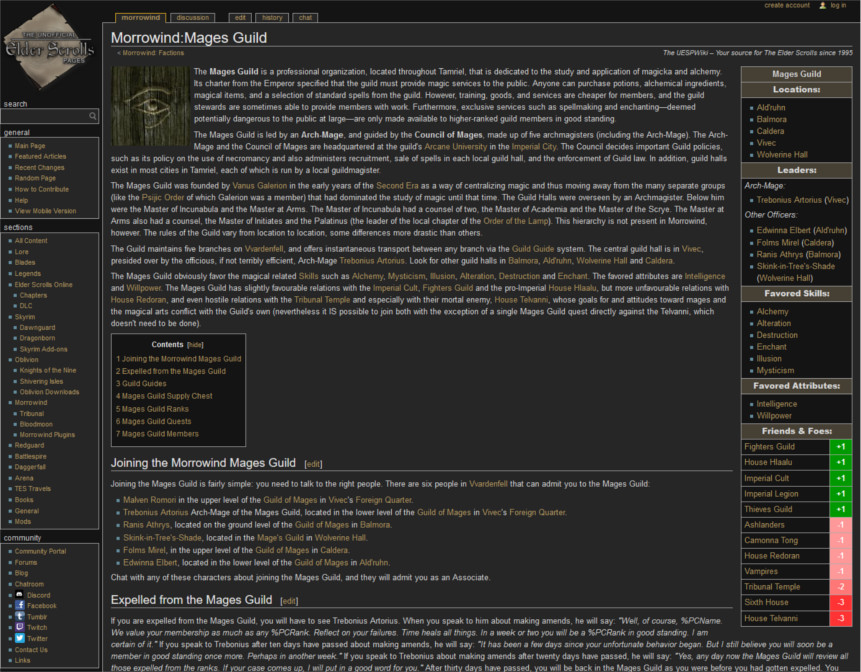 create account log in
THE UNOFFICIAL
Elder Scrolls
PAGES
morrowind discussion edit history chat
Morrowind:Mages Guild
< Morrowind: Factions
The UESPWiki – Your source for The Elder Scrolls since 1995
search
general
Main Page
Featured Articles
Recent Changes
Random Page
How to Contribute
Help
View Mobile Version
sections
All Content
Lore
Blades
Legends
Elder Scrolls Online
Chapters
DLC
Skyrim
Dawnguard
Dragonborn
Skyrim Add-ons
Oblivion
Knights of the Nine
Shivering Isles
Oblivion Downloads
Morrowind
Tribunal
Bloodmoon
Morrowind Plugins
Redguard
Battlespire
Daggerfall
Arena
TES Travels
Books
General
Mods
community
Community Portal
Forums
Blog
Chatroom
Discord
Facebook
Tumblr
Twitch
Twitter
Contact Us
Links
The Mages Guild is a professional organization, located throughout Tamriel, that is dedicated to the study and application of magicka and alchemy.
Its charter from the Emperor specified that the guild must provide magic services to the public. Anyone can purchase potions, alchemical ingredients,
magical items, and a selection of standard spells from the guild. However, training, goods, and services are cheaper for members, and the guild
stewards are sometimes able to provide members with work. Furthermore, exclusive services such as spellmaking and enchanting—deemed
potentially dangerous to the public at large—are only made available to higher-ranked guild members in good standing.
The Mages Guild is led by an Arch-Mage, and guided by the Council of Mages, made up of five archmagisters (including the Arch-Mage). The Arch-
Mage and the Council of Mages are headquartered at the guild's Arcane University in the Imperial City. The Council decides important Guild policies,
such as its policy on the use of necromancy and also administers recruitment, sale of spells in each local guild hall, and the enforcement of Guild law. In addition, guild halls
exist in most cities in Tamriel, each of which is run by a local guildmagister.
The Mages Guild was founded by Vanus Galerion in the early years of the Second Era as a way of centralizing magic and thus moving away from the many separate groups
(like the Psijic Order of which Galerion was a member) that had dominated the study of magic until that time. The Guild Halls were overseen by an Archmagister. Below him
were the Master of Incunabula and the Master at Arms. The Master of Incunabula had a counsel of two, the Master of Academia and the Master of the Scrye. The Master at
Arms also had a counsel, the Master of Initiates and the Palatinus (the leader of the local chapter of the Order of the Lamp). This hierarchy is not present in Morrowind,
however. The rules of the Guild vary from location to location, some differences more drastic than others.
The Guild maintains five branches on Vvardenfell, and offers instantaneous transport between any branch via the Guild Guide system. The central guild hall is in Vivec,
presided over by the officious, if not terribly efficient, Arch-Mage Trebonius Artorius. Look for other guild halls in Balmora, Ald'ruhn, Wolverine Hall and Caldera.
The Mages Guild obviously favor the magical related Skills such as Alchemy, Mysticism, Illusion, Alteration, Destruction and Enchant. The favored attributes are Intelligence
and Willpower. The Mages Guild has slightly favourable relations with the Imperial Cult, Fighters Guild and the pro-Imperial House Hlaalu, but more unfavourable relations with
House Redoran, and even hostile relations with the Tribunal Temple and especially with their mortal enemy, House Telvanni, whose goals for and attitudes toward mages and
the magical arts conflict with the Guild's own (nevertheless it IS possible to join both with the exception of a single Mages Guild quest directly against the Telvanni, which
doesn't need to be done).
Contents [hide]
1 Joining the Morrowind Mages Guild
2 Expelled from the Mages Guild
3 Guild Guides
4 Mages Guild Supply Chest
5 Mages Guild Ranks
6 Mages Guild Quests
7 Mages Guild Members
Joining the Morrowind Mages Guild [edit]
Joining the Mages Guild is fairly simple: you need to talk to the right people. There are six people in Vvardenfell that can admit you to the Mages Guild:
Malven Romori in the upper level of the Guild of Mages in Vivec's Foreign Quarter.
Trebonius Artorius Arch-Mage of the Mages Guild, located in the lower level of the Guild of Mages in Vivec's Foreign Quarter.
Ranis Athrys, located on the ground level of the Guild of Mages in Balmora.
Skink-in-Tree's-Shade, located in the Mage's Guild in Wolverine Hall.
Folms Mirel, in the upper level of the Guild of Mages in Caldera.
Edwinna Elbert, located in the lower level of the Guild of Mages in Ald'ruhn.
Chat with any of these characters about joining the Mages Guild, and they will admit you as an Associate.
Expelled from the Mages Guild [edit]
If you are expelled from the Mages Guild, you will have to see Trebonius Artorius. When you speak to him about making amends, he will say: "Well, of course, %PCName.
We value your membership as much as any %PCRank. Reflect on your failures. Time heals all things. In a week or two you will be a %PCRank in good standing. I am
certain of it." If you speak to Trebonius after ten days have passed about making amends, he will say: "It has been a few days since your unfortunate behavior began. But I still believe you will soon be a
member in good standing once more. Perhaps in another week." If you speak to Trebonius about making amends after twenty days have passed, he will say: "Yes, any day now the Mages Guild will review all
those expelled from the ranks. If your case comes up, I will put in a good word for you." After thirty days have passed, you will be back in the Mages Guild as you were before you had gotten expelled. You
Mages Guild
Locations:
Ald'ruhn
Balmora
Caldera
Vivec
Wolverine Hall
Leaders:
Arch-Mage:
Trebonius Artorius (Vivec)
Other Officers:
Edwinna Elbert (Ald'ruhn)
Folms Mirel (Caldera)
Ranis Athrys (Balmora)
Skink-in-Tree's-Shade
(Wolverine Hall)
Favored Skills:
Alchemy
Alteration
Destruction
Enchant
Illusion
Mysticism
Favored Attributes:
Intelligence
Willpower
Friends & Foes:
Fighters Guild +1
House Hlaalu +1
Imperial Cult +1
Imperial Legion +1
Thieves Guild +1
Ashlanders -1
Camonna Tong -1
House Redoran -1
Vampires -1
Tribunal Temple -2
Sixth House -3
House Telvanni -3